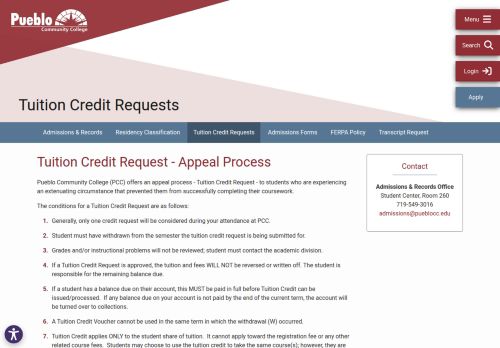 Pueblo
Community College
Menu
Search
Login
Apply
Tuition Credit Requests
Admissions & Records
Residency Classification
Tuition Credit Requests
Admissions Forms
FERPA Policy
Transcript Request
Tuition Credit Request - Appeal Process
Pueblo Community College (PCC) offers an appeal process - Tuition Credit Request - to students who are experiencing
an extenuating circumstance that prevented them from successfully completing their coursework.
The conditions for a Tuition Credit Request are as follows:
1. Generally, only one credit request will be considered during your attendance at PCC.
2. Student must have withdrawn from the semester the tuition credit request is being submitted for.
3. Grades and/or instructional problems will not be reviewed; student must contact the academic division.
4. If a Tuition Credit Request is approved, the tuition and fees WILL NOT be reversed or written off. The student is
responsible for the remaining balance due.
5. If a student has a balance due on their account, this MUST be paid in full before Tuition Credit can be
issued/processed. If any balance due on your account is not paid by the end of the current term, the account will
be turned over to collections.
6. A Tuition Credit Voucher cannot be used in the same term in which the withdrawal (W) occurred.
7. Tuition Credit applies ONLY to the student share of tuition. It cannot apply toward the registration fee or any other
related course fees. Students may choose to use the tuition credit to take the same course(s); however, they are
Contact
Admissions & Records Office
Student Center, Room 260
719-549-3016
admissions@pueblocc.edu